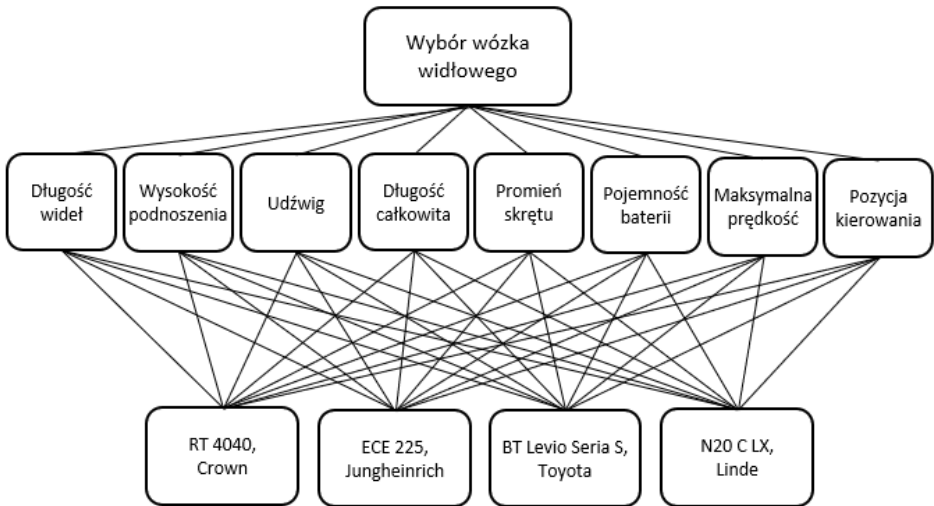 Wybór wózka
widłowego
Długość
wideł
Wysokość
podnoszenia
Udźwig
Długość
całkowita
Promień
skrętu
Pojemność
baterii
Maksymalna
prędkość
Pozycja
kierowania
RT 4040,
Crown
ECE 225,
Jungheinrich
BT Levio Seria S,
Toyota
N20 C LX,
Linde